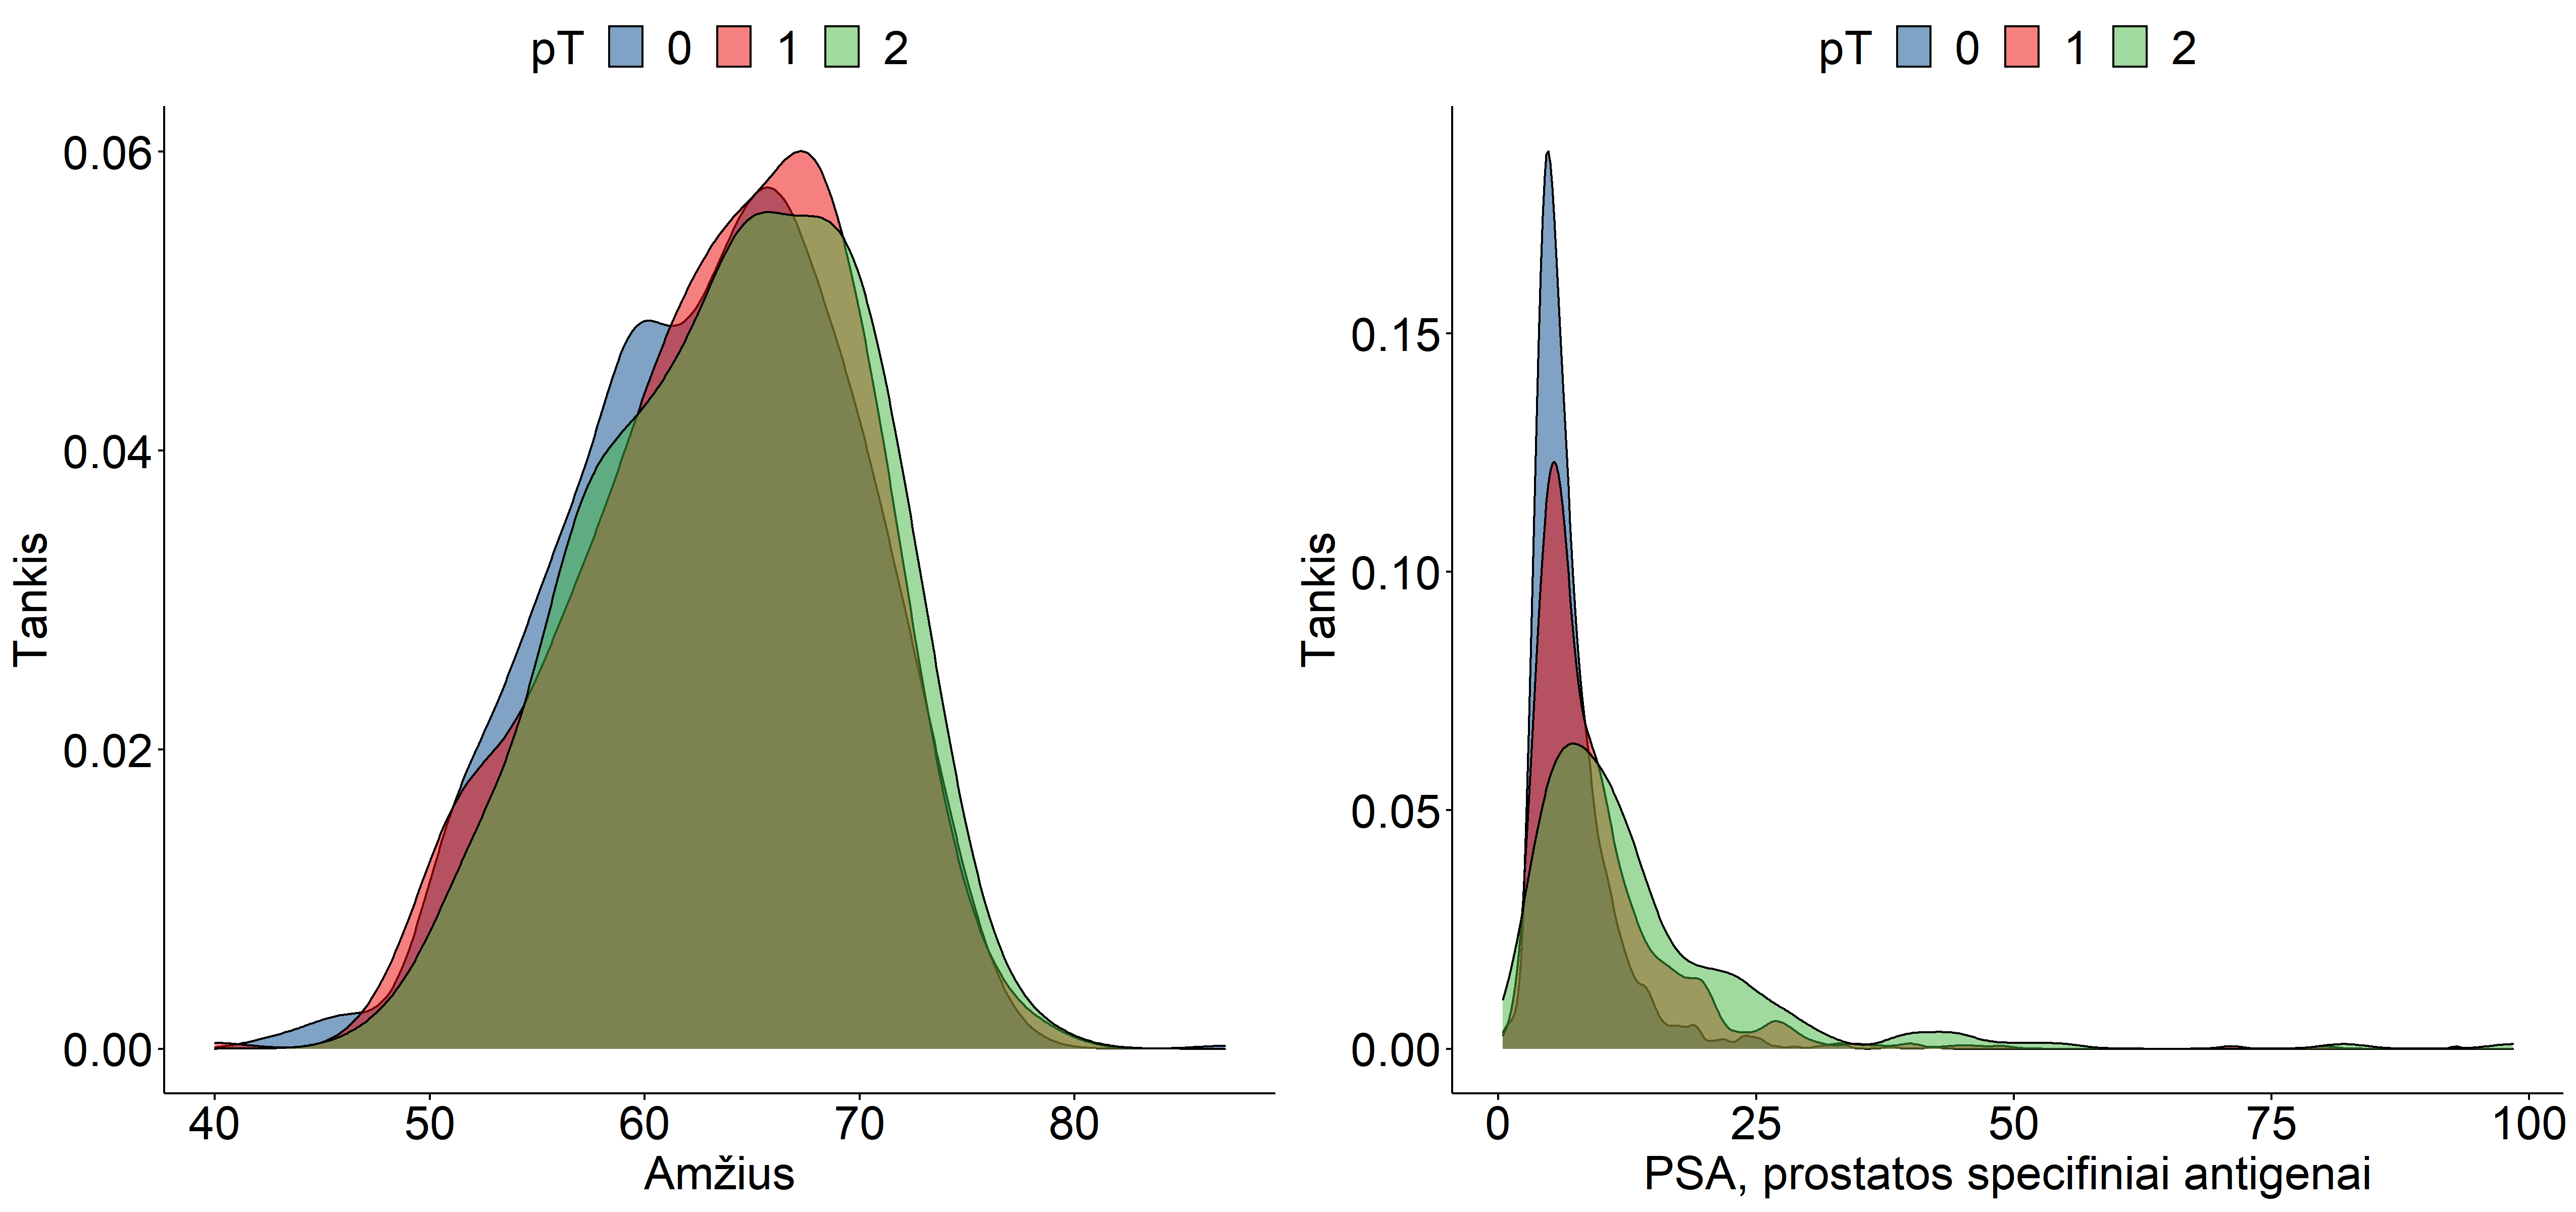 pT 0 1 2
0.06
0.04
0.02
0.00
Tankis
40 50 60 70 80
Amžius
pT 0 1 2
0.15
0.10
0.05
0.00
Tankis
0 25 50 75 100
PSA, prostatos specifiniai antigenai